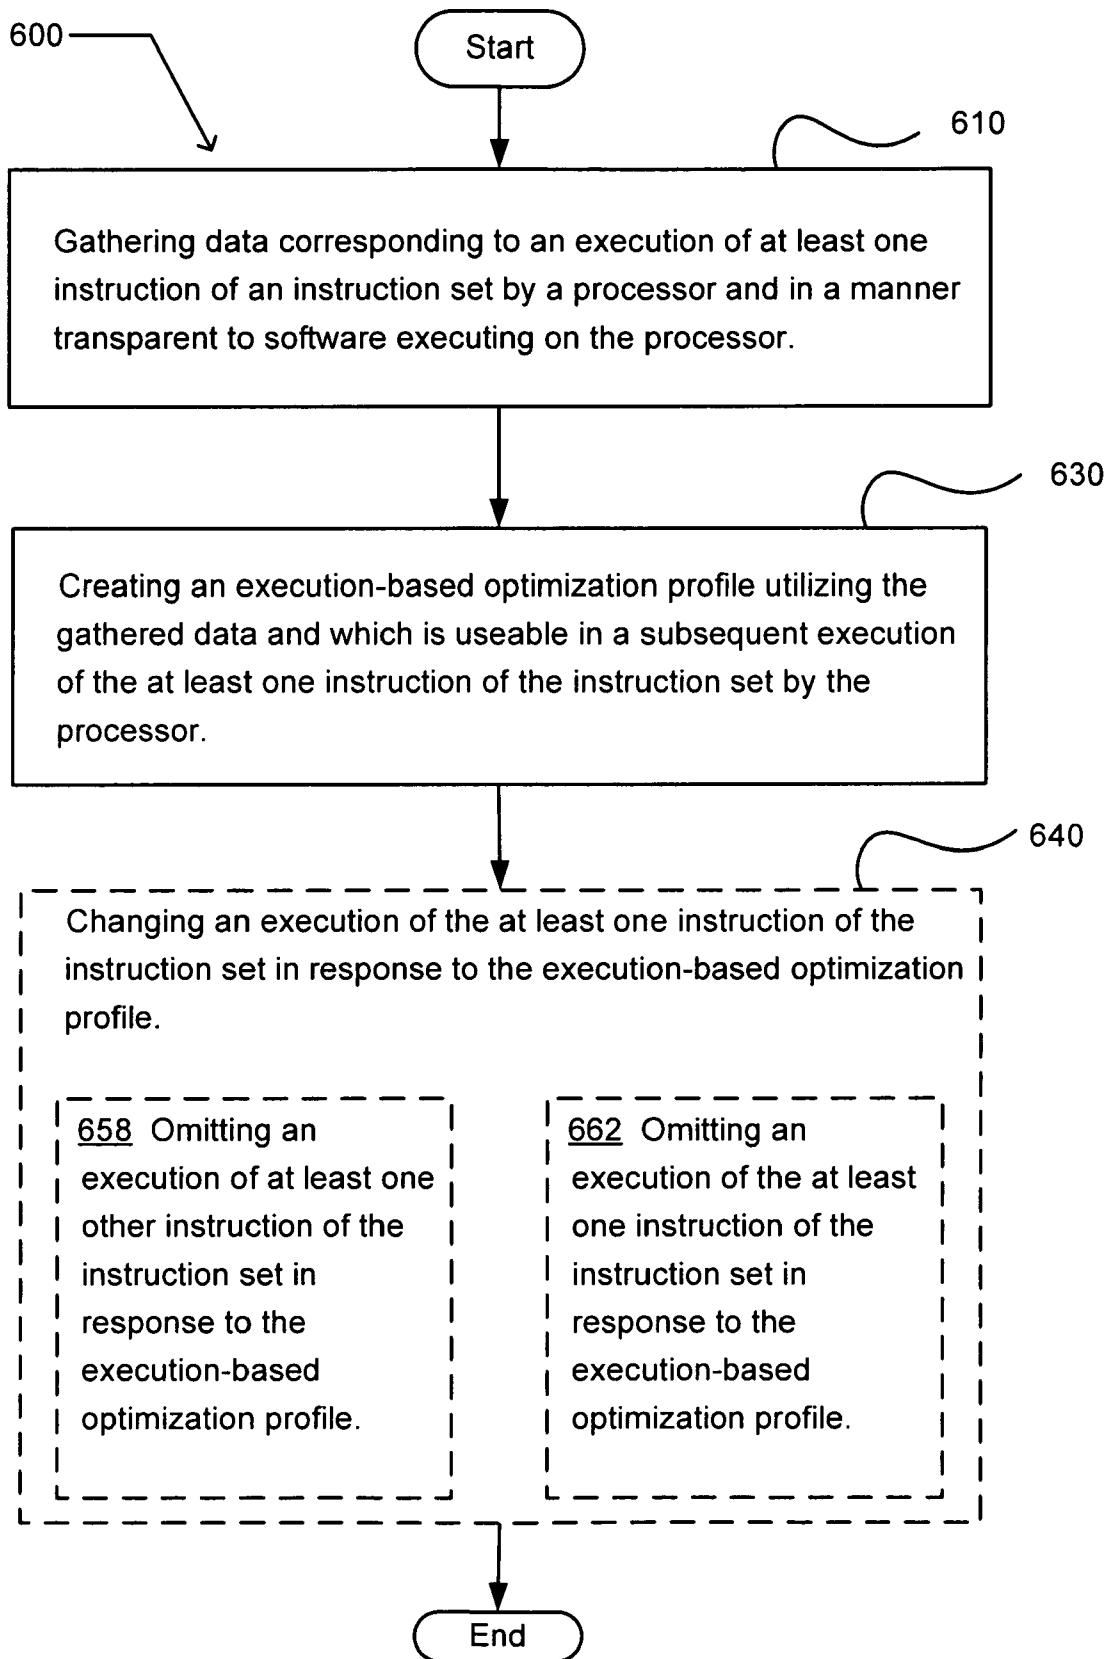 600
Start
610
Gathering data corresponding to an execution of at least one
instruction of an instruction set by a processor and in a manner
transparent to software executing on the processor.
630
Creating an execution-based optimization profile utilizing the
gathered data and which is useable in a subsequent execution
of the at least one instruction of the instruction set by the
processor.
640
Changing an execution of the at least one instruction of the
instruction set in response to the execution-based optimization
profile.
658 Omitting an
execution of at least one
other instruction of the
instruction set in
response to the
execution-based
optimization profile.
662 Omitting an
execution of the at least
one instruction of the
instruction set in
response to the
execution-based
optimization profile.
End